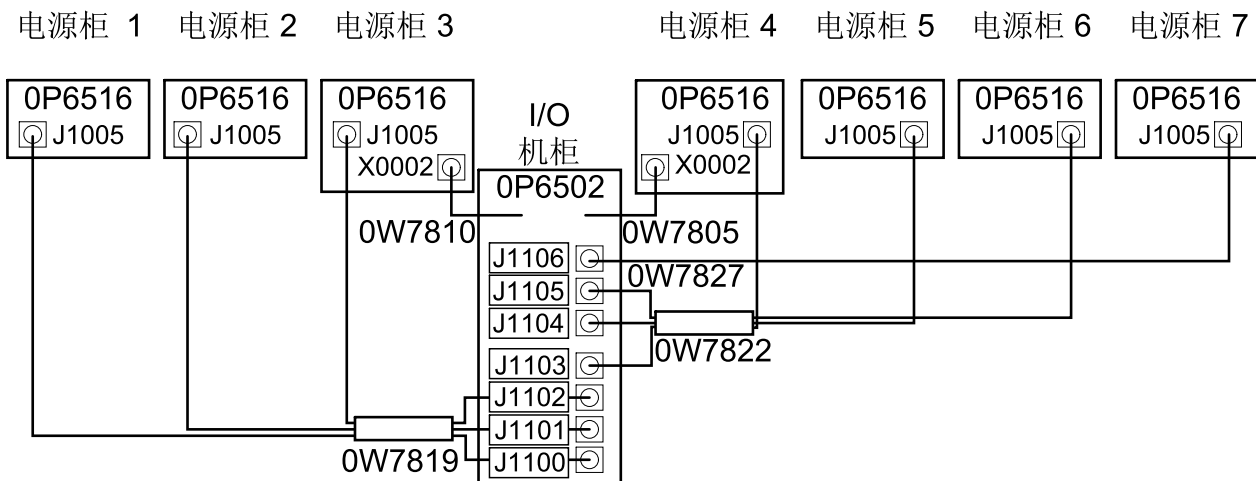 电源柜 1
电源柜 2
电源柜 3
电源柜 4
电源柜 5
电源柜 6
电源柜 7
0P6516
J1005
0P6516
J1005
0P6516
J1005
X0002
I/O
机柜
0P6502
0P6516
J1005
X0002
0P6516
J1005
0P6516
J1005
0P6516
J1005
0W7810
0W7805
J1106
0W7827
J1105
J1104
0W7822
J1103
J1102
J1101
0W7819
J1100